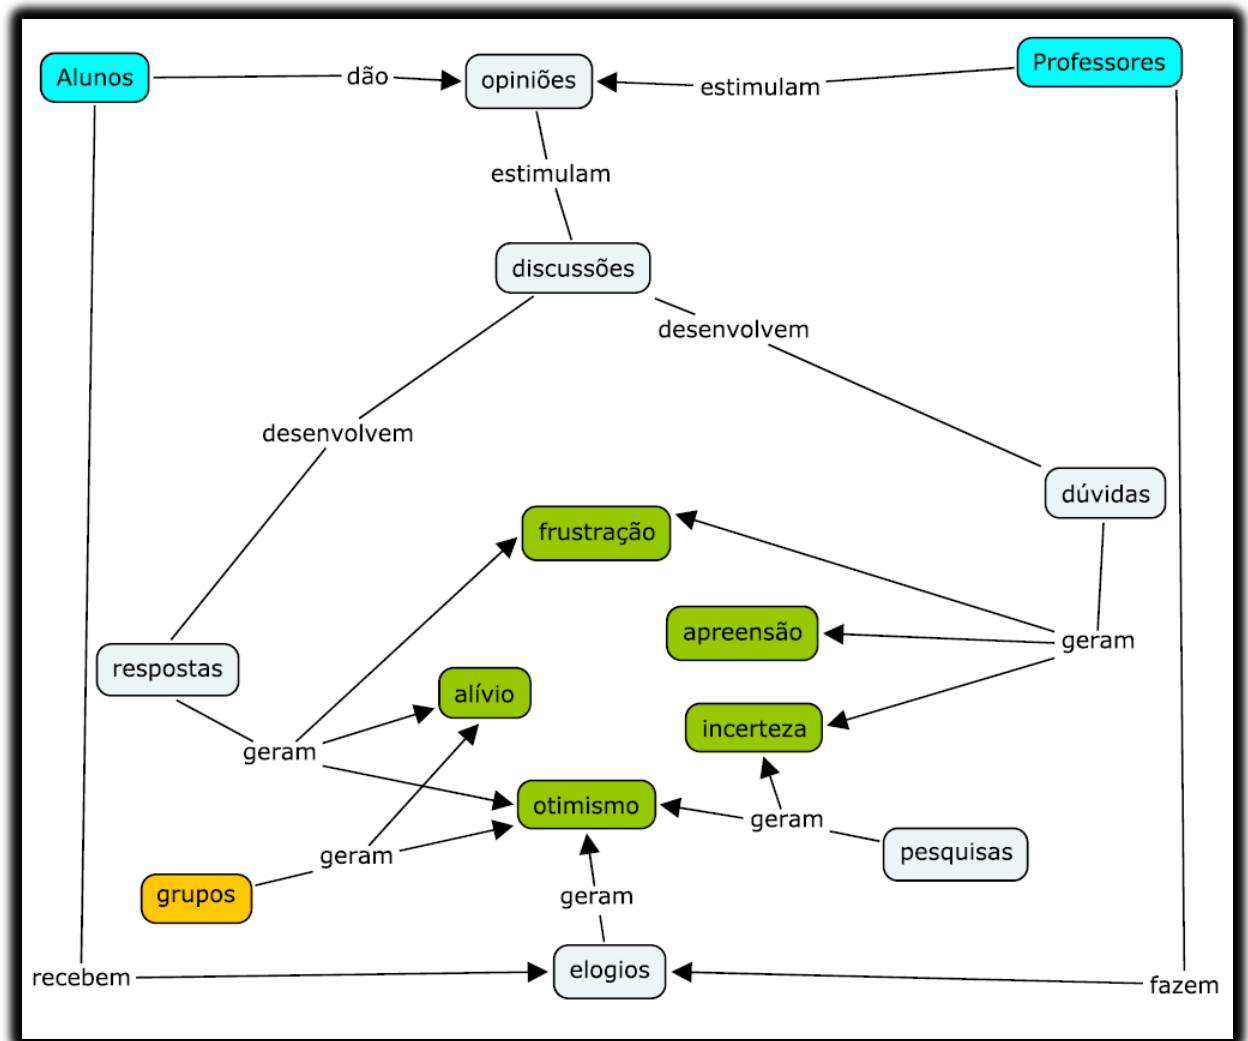 Alunos
dão
opiniões
estimulam
Professores
estimulam
discussões
desenvolvem
desenvolvem
dúvidas
frustração
apreensão
geram
respostas
alívio
incerteza
geram
otimismo
geram
geram
pesquisas
grupos
geram
elogios
recebem
fazem